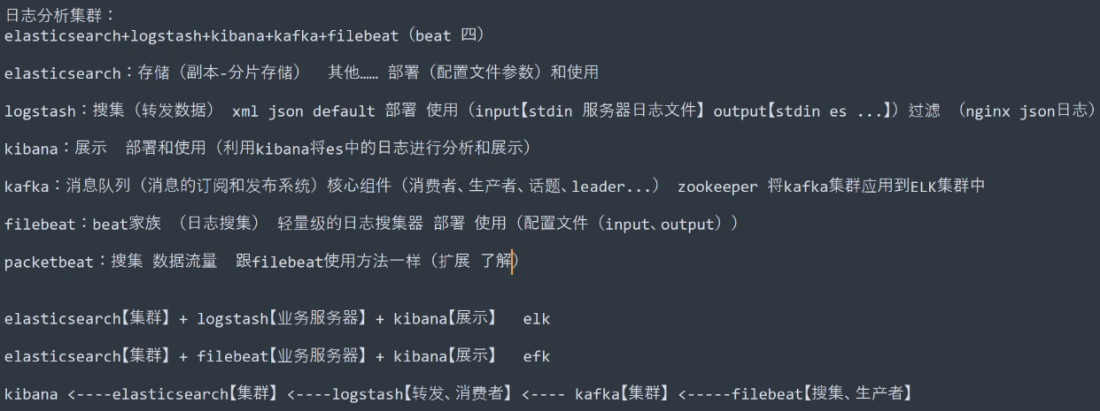 日志分析集群：
elasticsearch+logstash+kibana+kafka+filebeat（beat 四）
elasticsearch：存储（副本-分片存储） 其他…… 部署（配置文件参数）和使用
logstash：搜集（转发数据） xml json default 部署 使用（input【stdin 服务器日志文件】output【stdin es ...】）过滤 （nginx json日志）
kibana：展示 部署和使用（利用kibana将es中的日志进行分析和展示）
kafka：消息队列（消息的订阅和发布系统）核心组件（消费者、生产者、话题、leader...） zookeeper 将kafka集群应用到ELK集群中
filebeat：beat家族 （日志搜集） 轻量级的日志搜集器 部署 使用（配置文件（input、output））
packetbeat：搜集 数据流量 跟filebeat使用方法一样（扩展 了解）
elasticsearch【集群】+ logstash【业务服务器】+ kibana【展示】 elk
elasticsearch【集群】+ filebeat【业务服务器】+ kibana【展示】 efk
kibana <----elasticsearch【集群】<----logstash【转发、消费者】<---- kafka【集群】<-----filebeat【搜集、生产者】